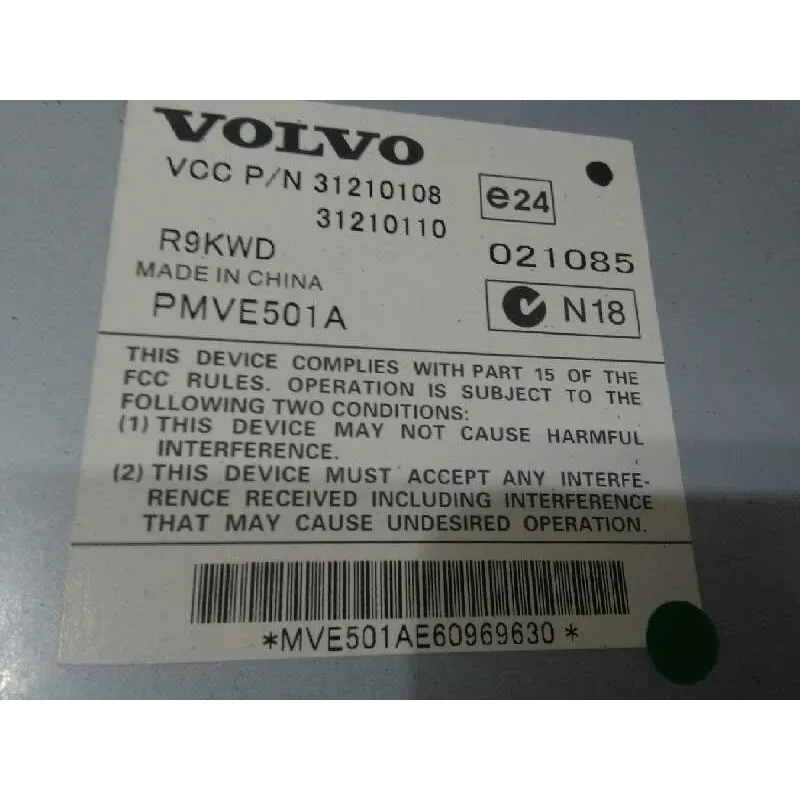 VOLVO
VCC P/N 31210108
31210110
e24
R9KWD
021085
MADE IN CHINA
PMVE501A
N18
THIS DEVICE COMPLIES WITH PART 15 OF THE
FCC RULES. OPERATION IS SUBJECT TO THE
FOLLOWING TWO CONDITIONS:
(1) THIS DEVICE MAY NOT CAUSE HARMFUL
INTERFERENCE.
(2) THIS DEVICE MUST ACCEPT ANY INTERFE-
RENCE RECEIVED INCLUDING INTERFERENCE
THAT MAY CAUSE UNDESIRED OPERATION.
*MVE501AE60969630*